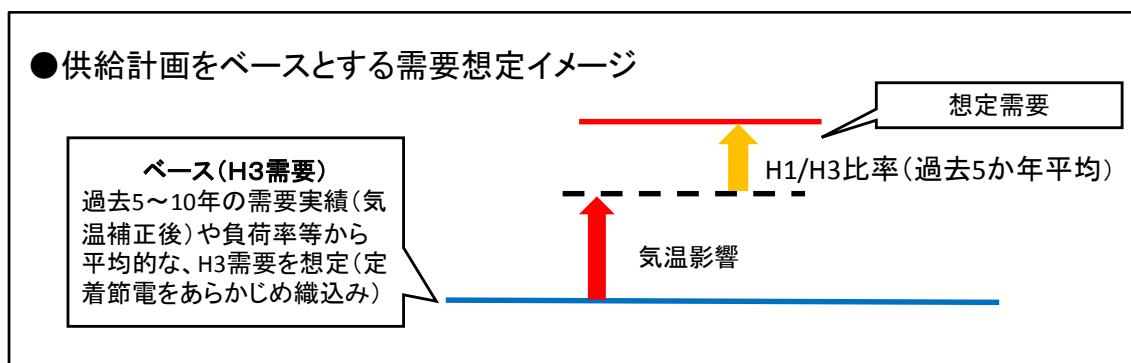 ●供給計画をベースとする需要想定イメージ
想定需要
ベース(H3需要)
過去5~10年の需要実績(気
温補正後)や負荷率等から
平均的な、H3需要を想定(定
着節電をあらかじめ織込み)
H1/H3比率(過去5か年平均)
気温影響